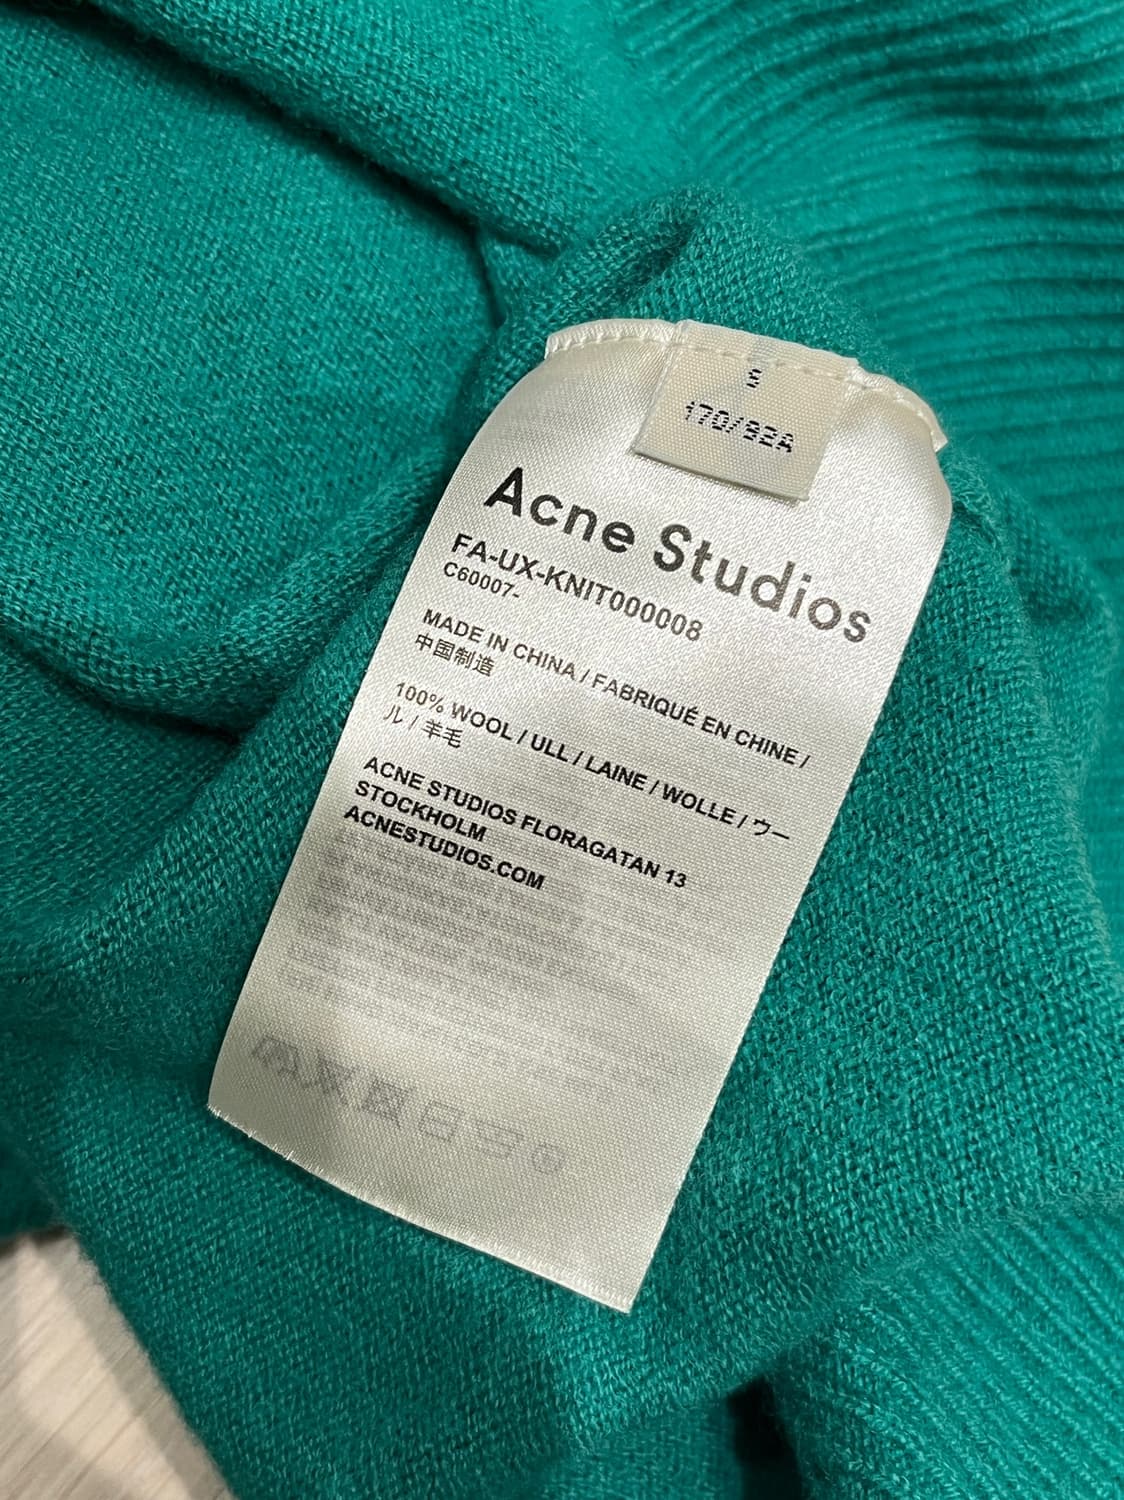 S
170/92A
Acne Studios
FA-UX-KNIT000008
C60007-
MADE IN CHINA / FABRIQUÉ EN CHINE /
中国制造
100% WOOL / ULL / LAINE / WOLLE / ウー
ル / 羊毛
ACNE STUDIOS FLORAGATAN 13
STOCKHOLM
ACNESTUDIOS.COM